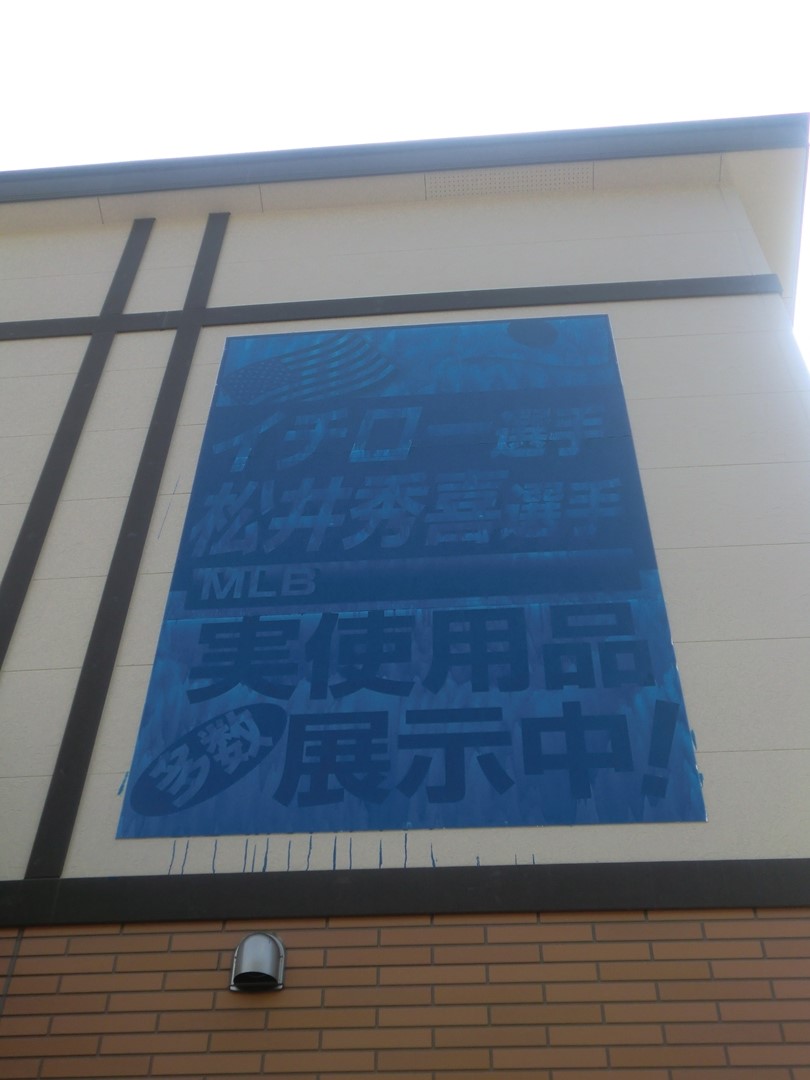 イチロー選手
松井秀喜選手
MLB
実使用品
多数展示中!